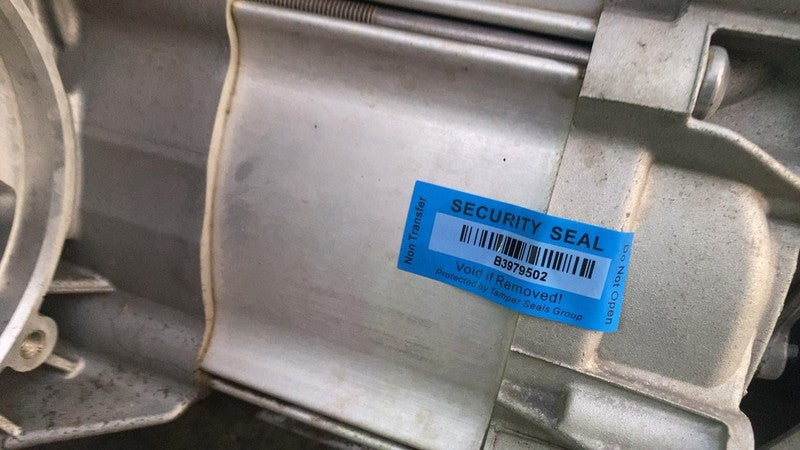 Non Transfer
SECURITY SEAL
B3979502
Void if Removed!
Protected by Tamper Seals Group
Do Not Open